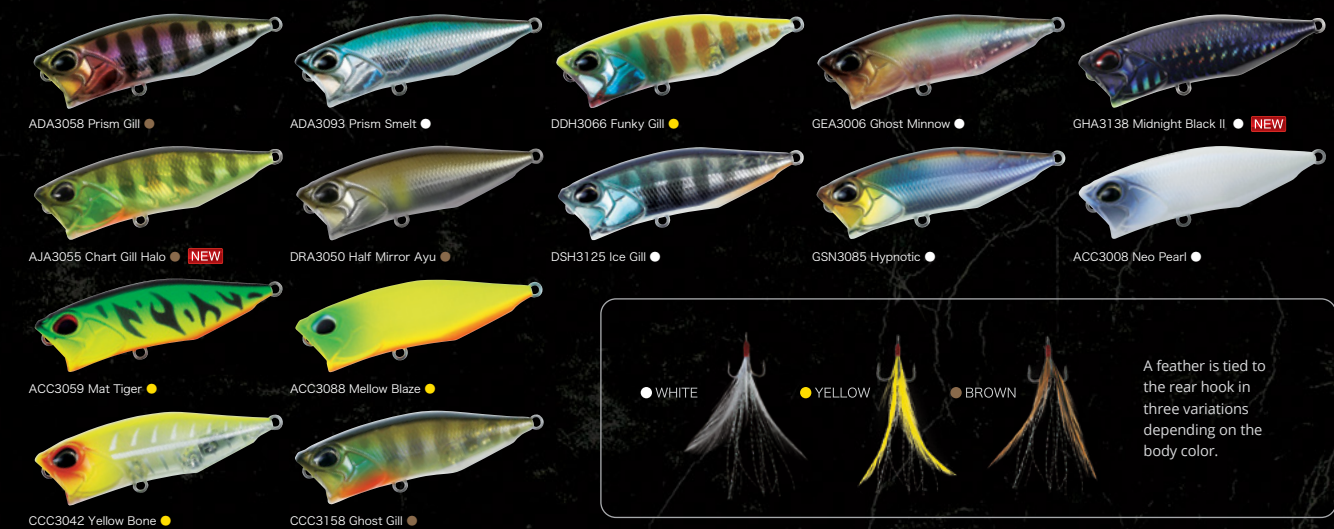 ADA3058 Prism Gill
ADA3093 Prism Smelt
DDH3066 Funky Gill
GEA3006 Ghost Minnow
GHA3138 Midnight Black II NEW
AJA3055 Chart Gill Halo NEW
DRA3050 Half Mirror Ayu
DSH3125 Ice Gill
GSN3085 Hypnotic
ACC3008 Neo Pearl
ACC3059 Mat Tiger
ACC3088 Mellow Blaze
CCC3042 Yellow Bone
CCC3158 Ghost Gill
WHITE
YELLOW
BROWN
A feather is tied to
the rear hook in
three variations
depending on the
body color.